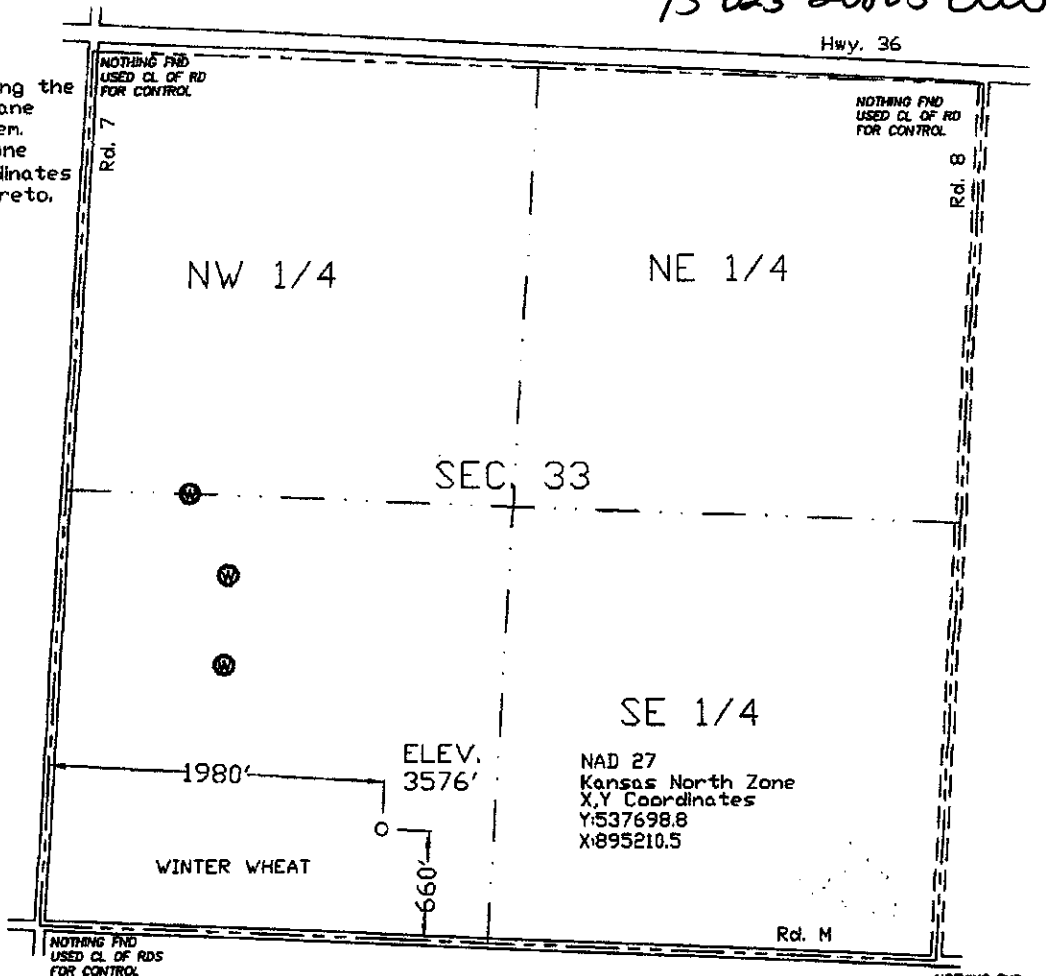 Hwy. 36
NOTHING FND
USED CL OF RD
FOR CONTROL
ng the
ane
em.
ne
dinates
reto.
Rd. 7
NOTHING FND
USED CL OF RD
FOR CONTROL
Rd. 8
NW 1/4
NE 1/4
SEC. 33
W
W
W
SE 1/4
ELEV.
3576'
1980'
NAD 27
Kansas North Zone
X,Y Coordinates
Y:537698.8
X:895210.5
WINTER WHEAT
660'
Rd. M
NOTHING FND
USED CL OF RDS
FOR CONTROL